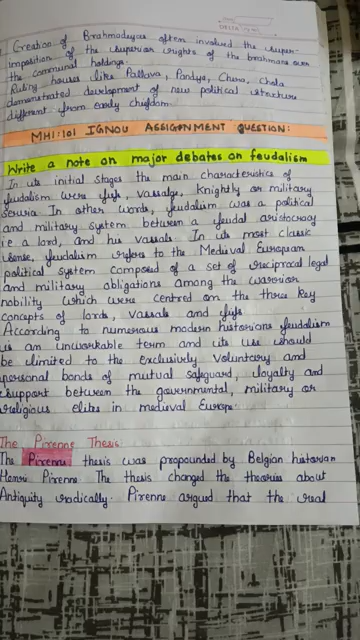 Creation of Brahmadeyas often involved the super-
imposition of the superior rights of the brahmans over
the communal holdings.
Ruling houses like Pallava, Pandya, Chera, Chola
demonstrated development of new political structure
different from early chiefdom.
MHI:101 IGNOU ASSIGNMENT QUESTION:
Write a note on major debates on feudalism
In its initial stages the main characteristics of
feudalism were fiefs, vassalage, Knightly or military
service In other words, feudalism was a political
and military system between a feudal aristocracy
i.e a lord, and his vassals. In its most classic
sense, feudalism refers to the Medieval European
political system composed of a set of reciprocal legal
and military obligations among the warrior
nobility which were centred on the three key
concepts of lords, vassals and fiefs
According to numerous modern historians feudalism
is an unworkable term and its use should
be limited to the exclusively voluntary and
personal bonds of mutual safeguard, loyalty and
support between the governmental, military or
religious elites in medieval Europe.
The Pirenne Thesis
The Pirenne thesis was propounded by Belgian historian
Henri Pirenne. The thesis changed the theories about
Antiquity radically. Pirenne argued that the real